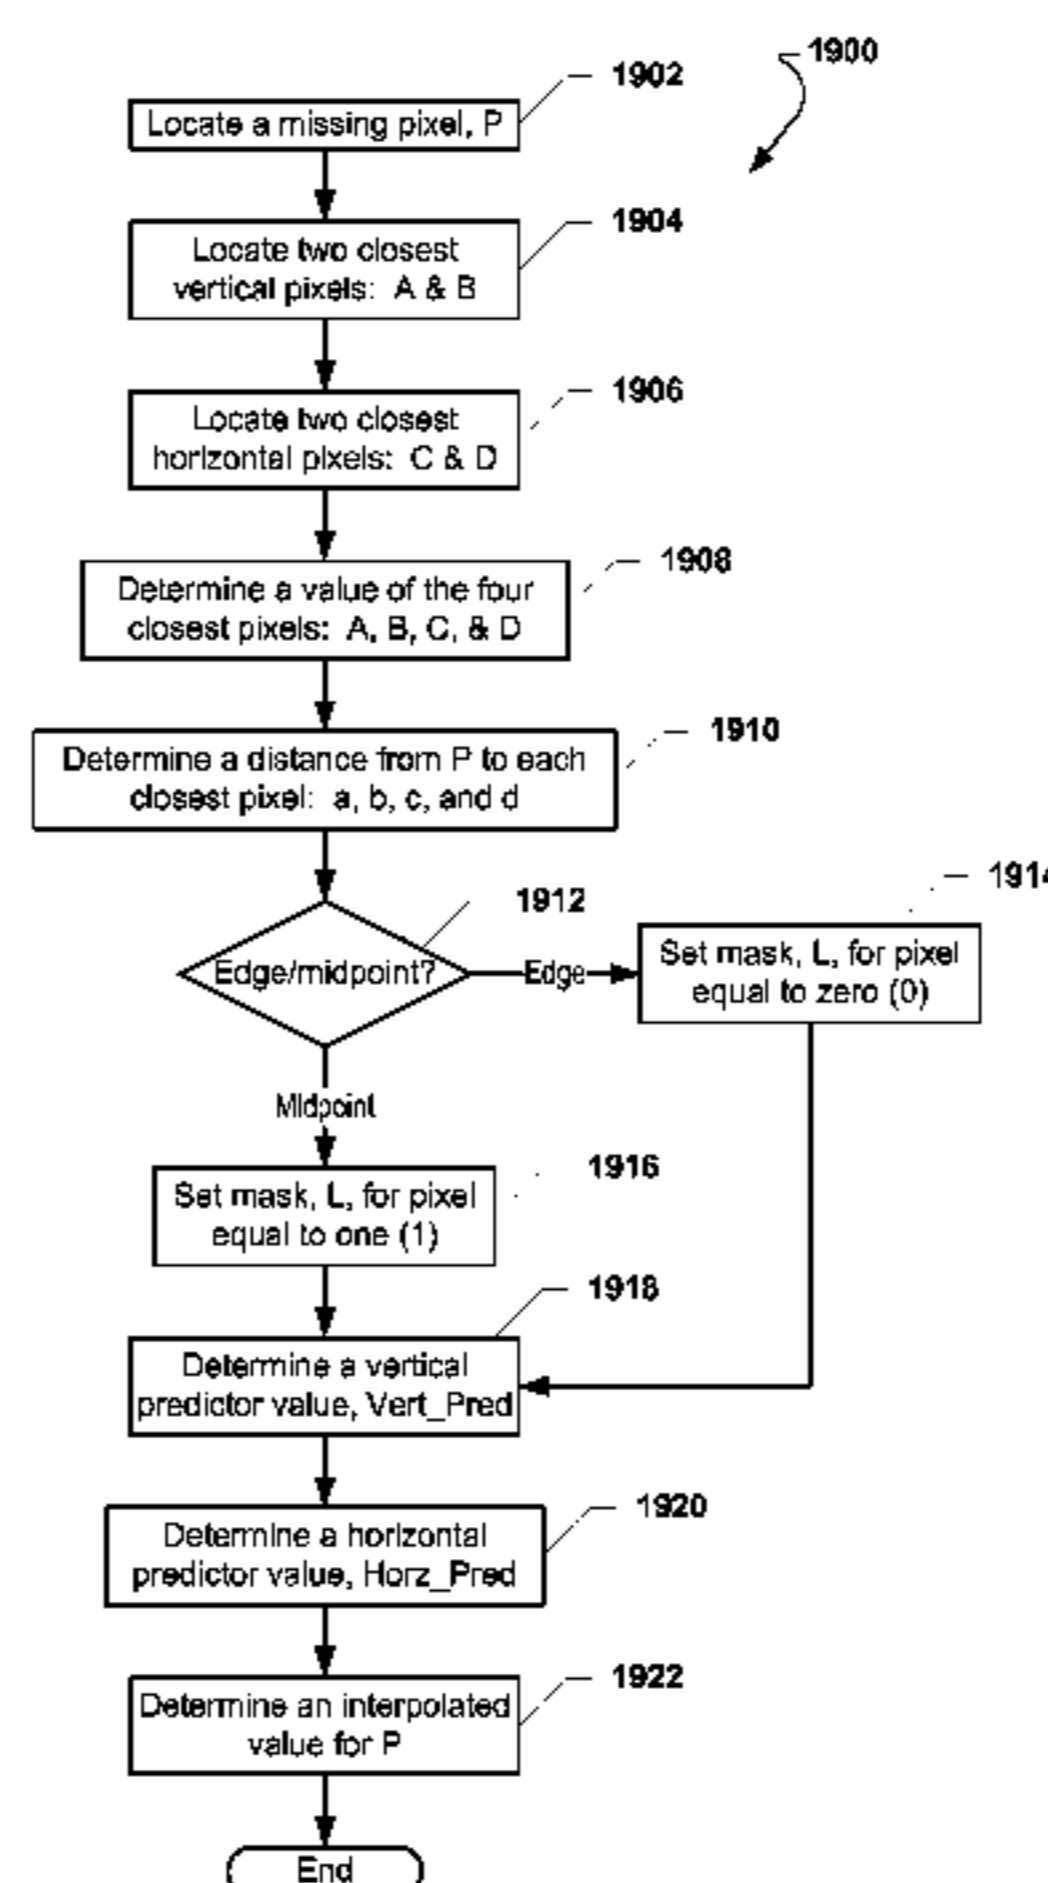 1900
1902
Locate a missing pixel, P
1904
Locate two closest
vertical pixels: A & B
1906
Locate two closest
horizontal pixels: C & D
1908
Determine a value of the four
closest pixels: A, B, C, & D
1910
Determine a distance from P to each
closest pixel: a, b, c, and d
1912
Edge/midpoint?
Edge
1914
Set mask, L, for pixel
equal to zero (0)
Midpoint
1916
Set mask, L, for pixel
equal to one (1)
1918
Determine a vertical
predictor value, Vert_Pred
1920
Determine a horizontal
predictor value, Horz_Pred
1922
Determine an interpolated
value for P
End